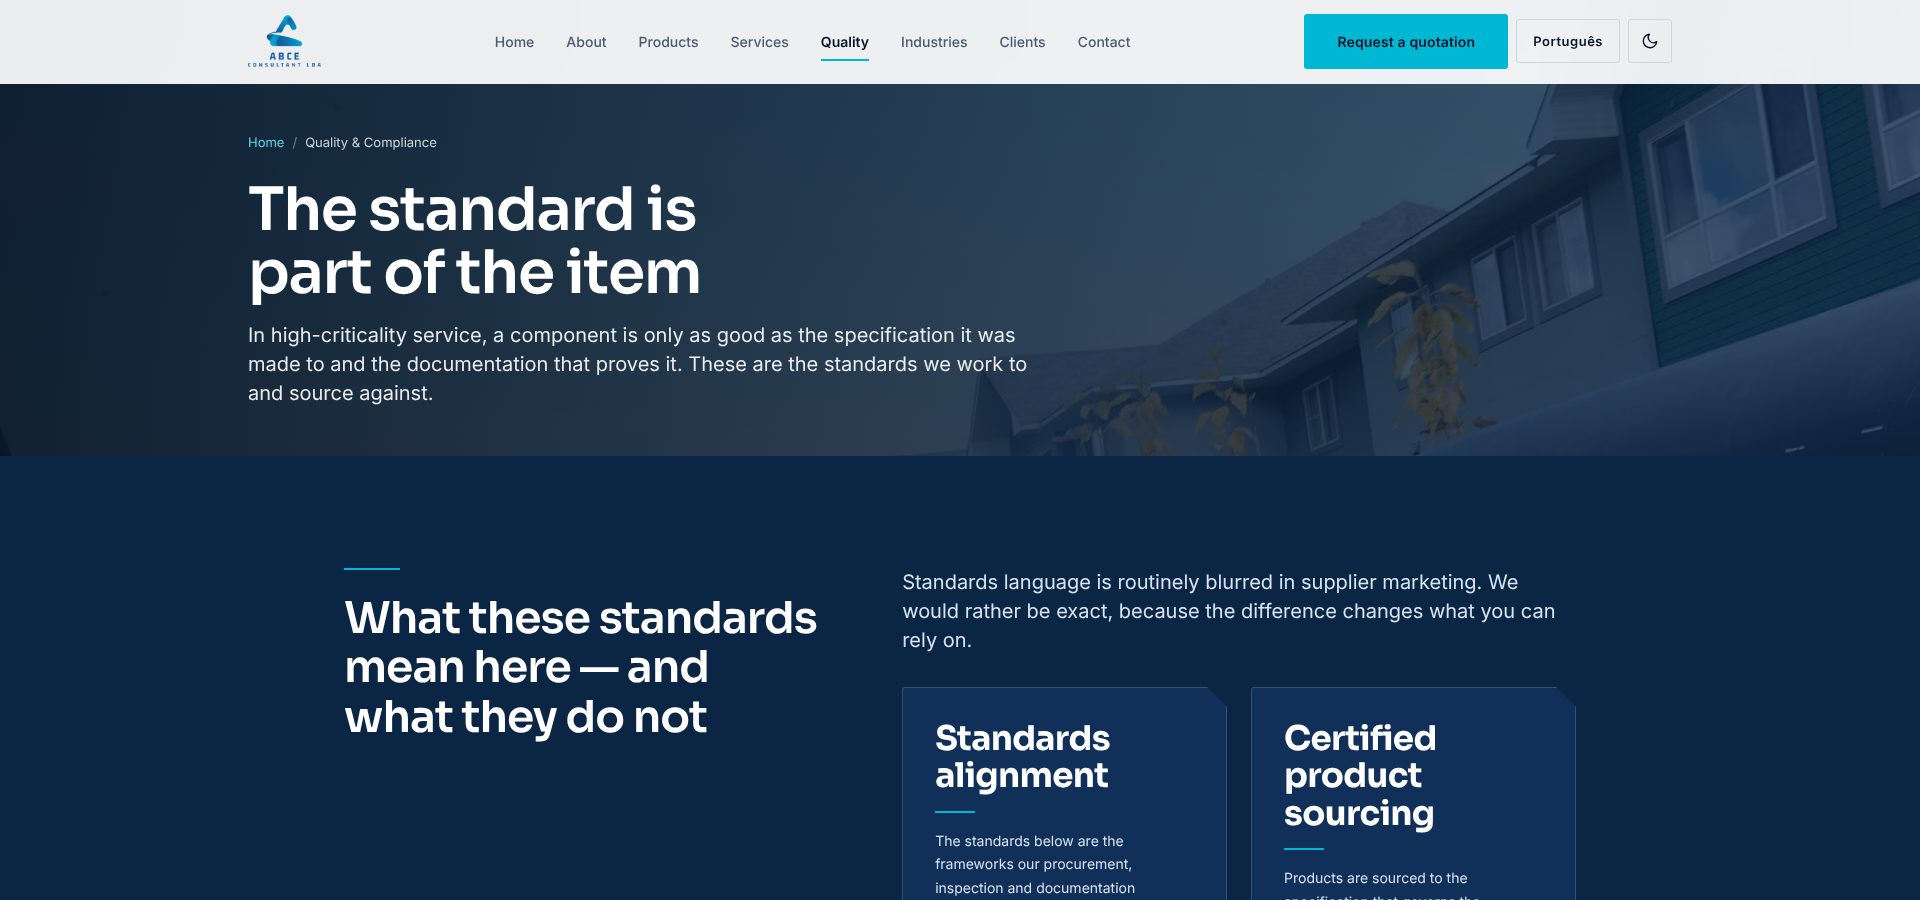 ABCE
CONSULTANT LDA
Home
About
Products
Services
Quality
Industries
Clients
Contact
Request a quotation
Português
Home / Quality & Compliance
The standard is
part of the item
In high-criticality service, a component is only as good as the specification it was
made to and the documentation that proves it. These are the standards we work to
and source against.
What these standards
mean here — and
what they do not
Standards language is routinely blurred in supplier marketing. We
would rather be exact, because the difference changes what you can
rely on.
Standards
alignment
The standards below are the
frameworks our procurement,
inspection and documentation
Certified
product
sourcing
Products are sourced to the